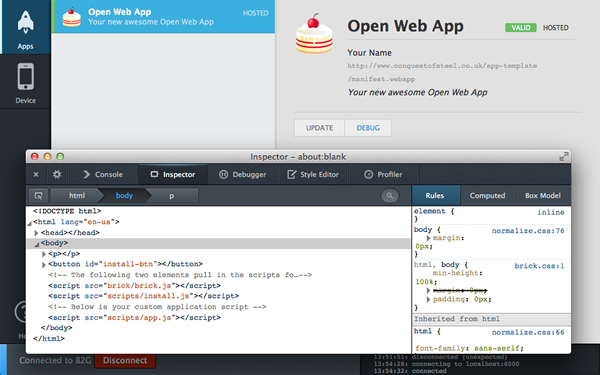 Open Web App
HOSTED
Your new awesome Open Web App
Apps
Device
Open Web App
VALID HOSTED
Your Name
http://www.conquestofsteel.co.uk/app-template
/manifest.webapp
Your new awesome Open Web App
UPDATE DEBUG
Inspector – about:blank
Console Inspector Debugger Style Editor Profiler
html body p
Rules Computed Box Model
<!DOCTYPE html>
<html lang="en-us">
<head></head>
<body>
<p></p>
<button id="install-btn"></button>
<!-- The following two elements pull in the scripts fo…-->
<script src="brick/brick.js"></script>
<script src="scripts/install.js"></script>
<!-- Below is your custom application script -->
<script src="scripts/app.js"></script>
</body>
</html>
element { inline
}
body { normalize.css:76
margin:
0px;
}
html, body { brick.css:1
min-height:
100%;
margin: 0px;
padding: 0px;
}
Inherited from html
html { normalize.css:66
font-family: sans-serif;
Connected to B2G Disconnect
13:51:51: disconnected (unexpected)
13:54:28: connecting to localhost:6000
13:54:32: connected